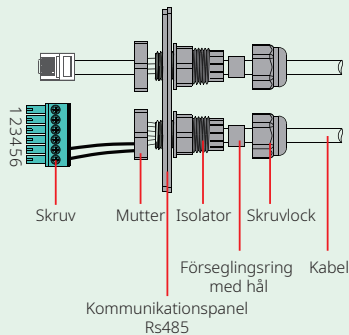 123456
Skruv
Mutter
Isolator
Skruvlock
Förseglingsring
med hål
Kabel
Kommunikationspanel
Rs485